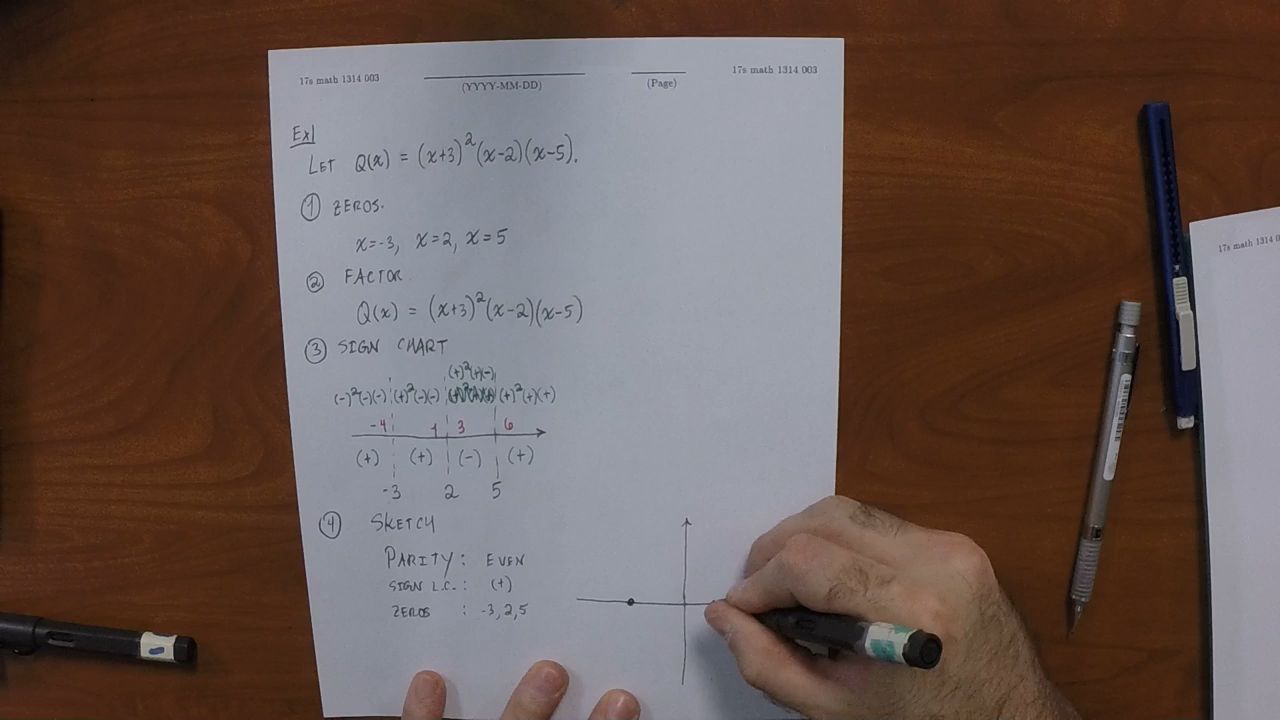 17s math 1314 003 (YYYY-MM-DD) (Page) 17s math 1314 003
Ex1
LET Q(x) = (x+3)²(x-2)(x-5).
① ZEROS.
x=-3, x=2, x=5
② FACTOR
Q(x) = (x+3)²(x-2)(x-5)
③ SIGN CHART
(+)²(+)(-)
(-)²(-)(-) (+)²(-)(-) (+)²(+)(+)
-4 1 3 6
(+) (+) (-) (+)
-3 2 5
④ SKETCH
PARITY: EVEN
SIGN L.C.: (+)
ZEROS : -3, 2, 5
17s math 1314 0